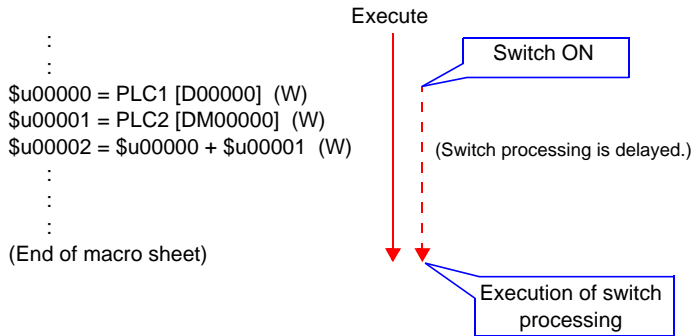 Execute
:
:
Switch ON
$u00000 = PLC1 [D00000] (W)
$u00001 = PLC2 [DM00000] (W)
$u00002 = $u00000 + $u00001 (W)
(Switch processing is delayed.)
:
:
:
(End of macro sheet)
Execution of switch
processing